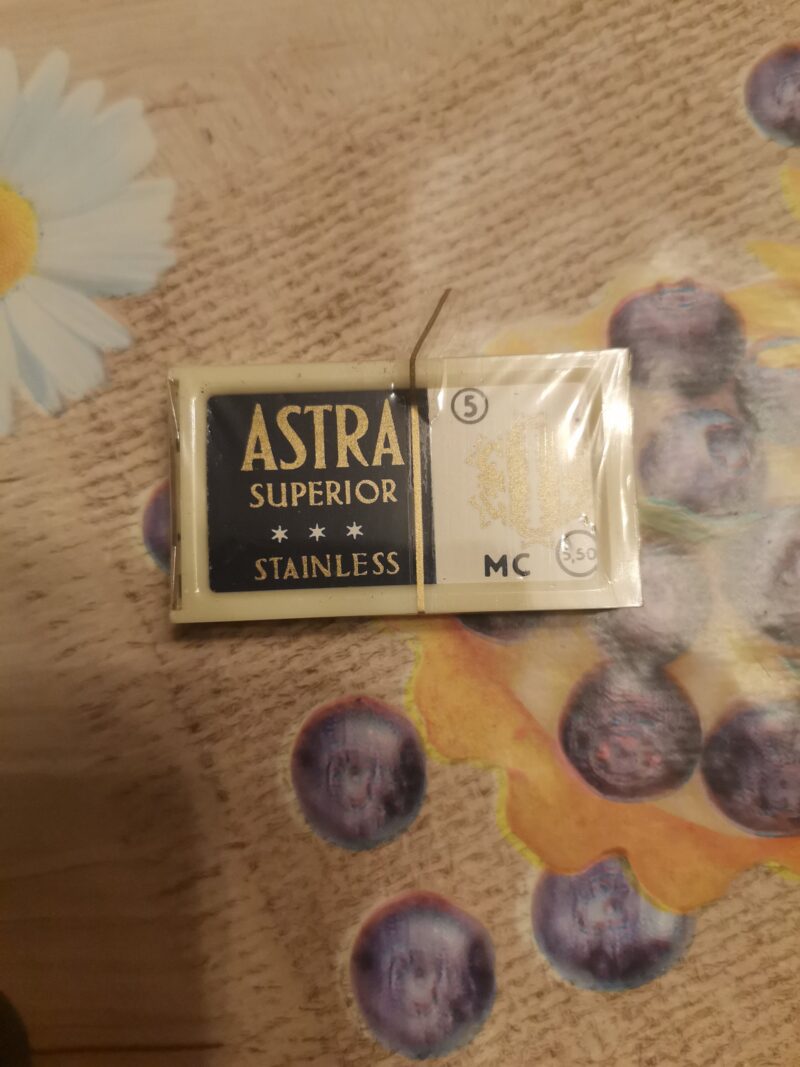 ASTRA
SUPERIOR
STAINLESS
5
MC
5,50